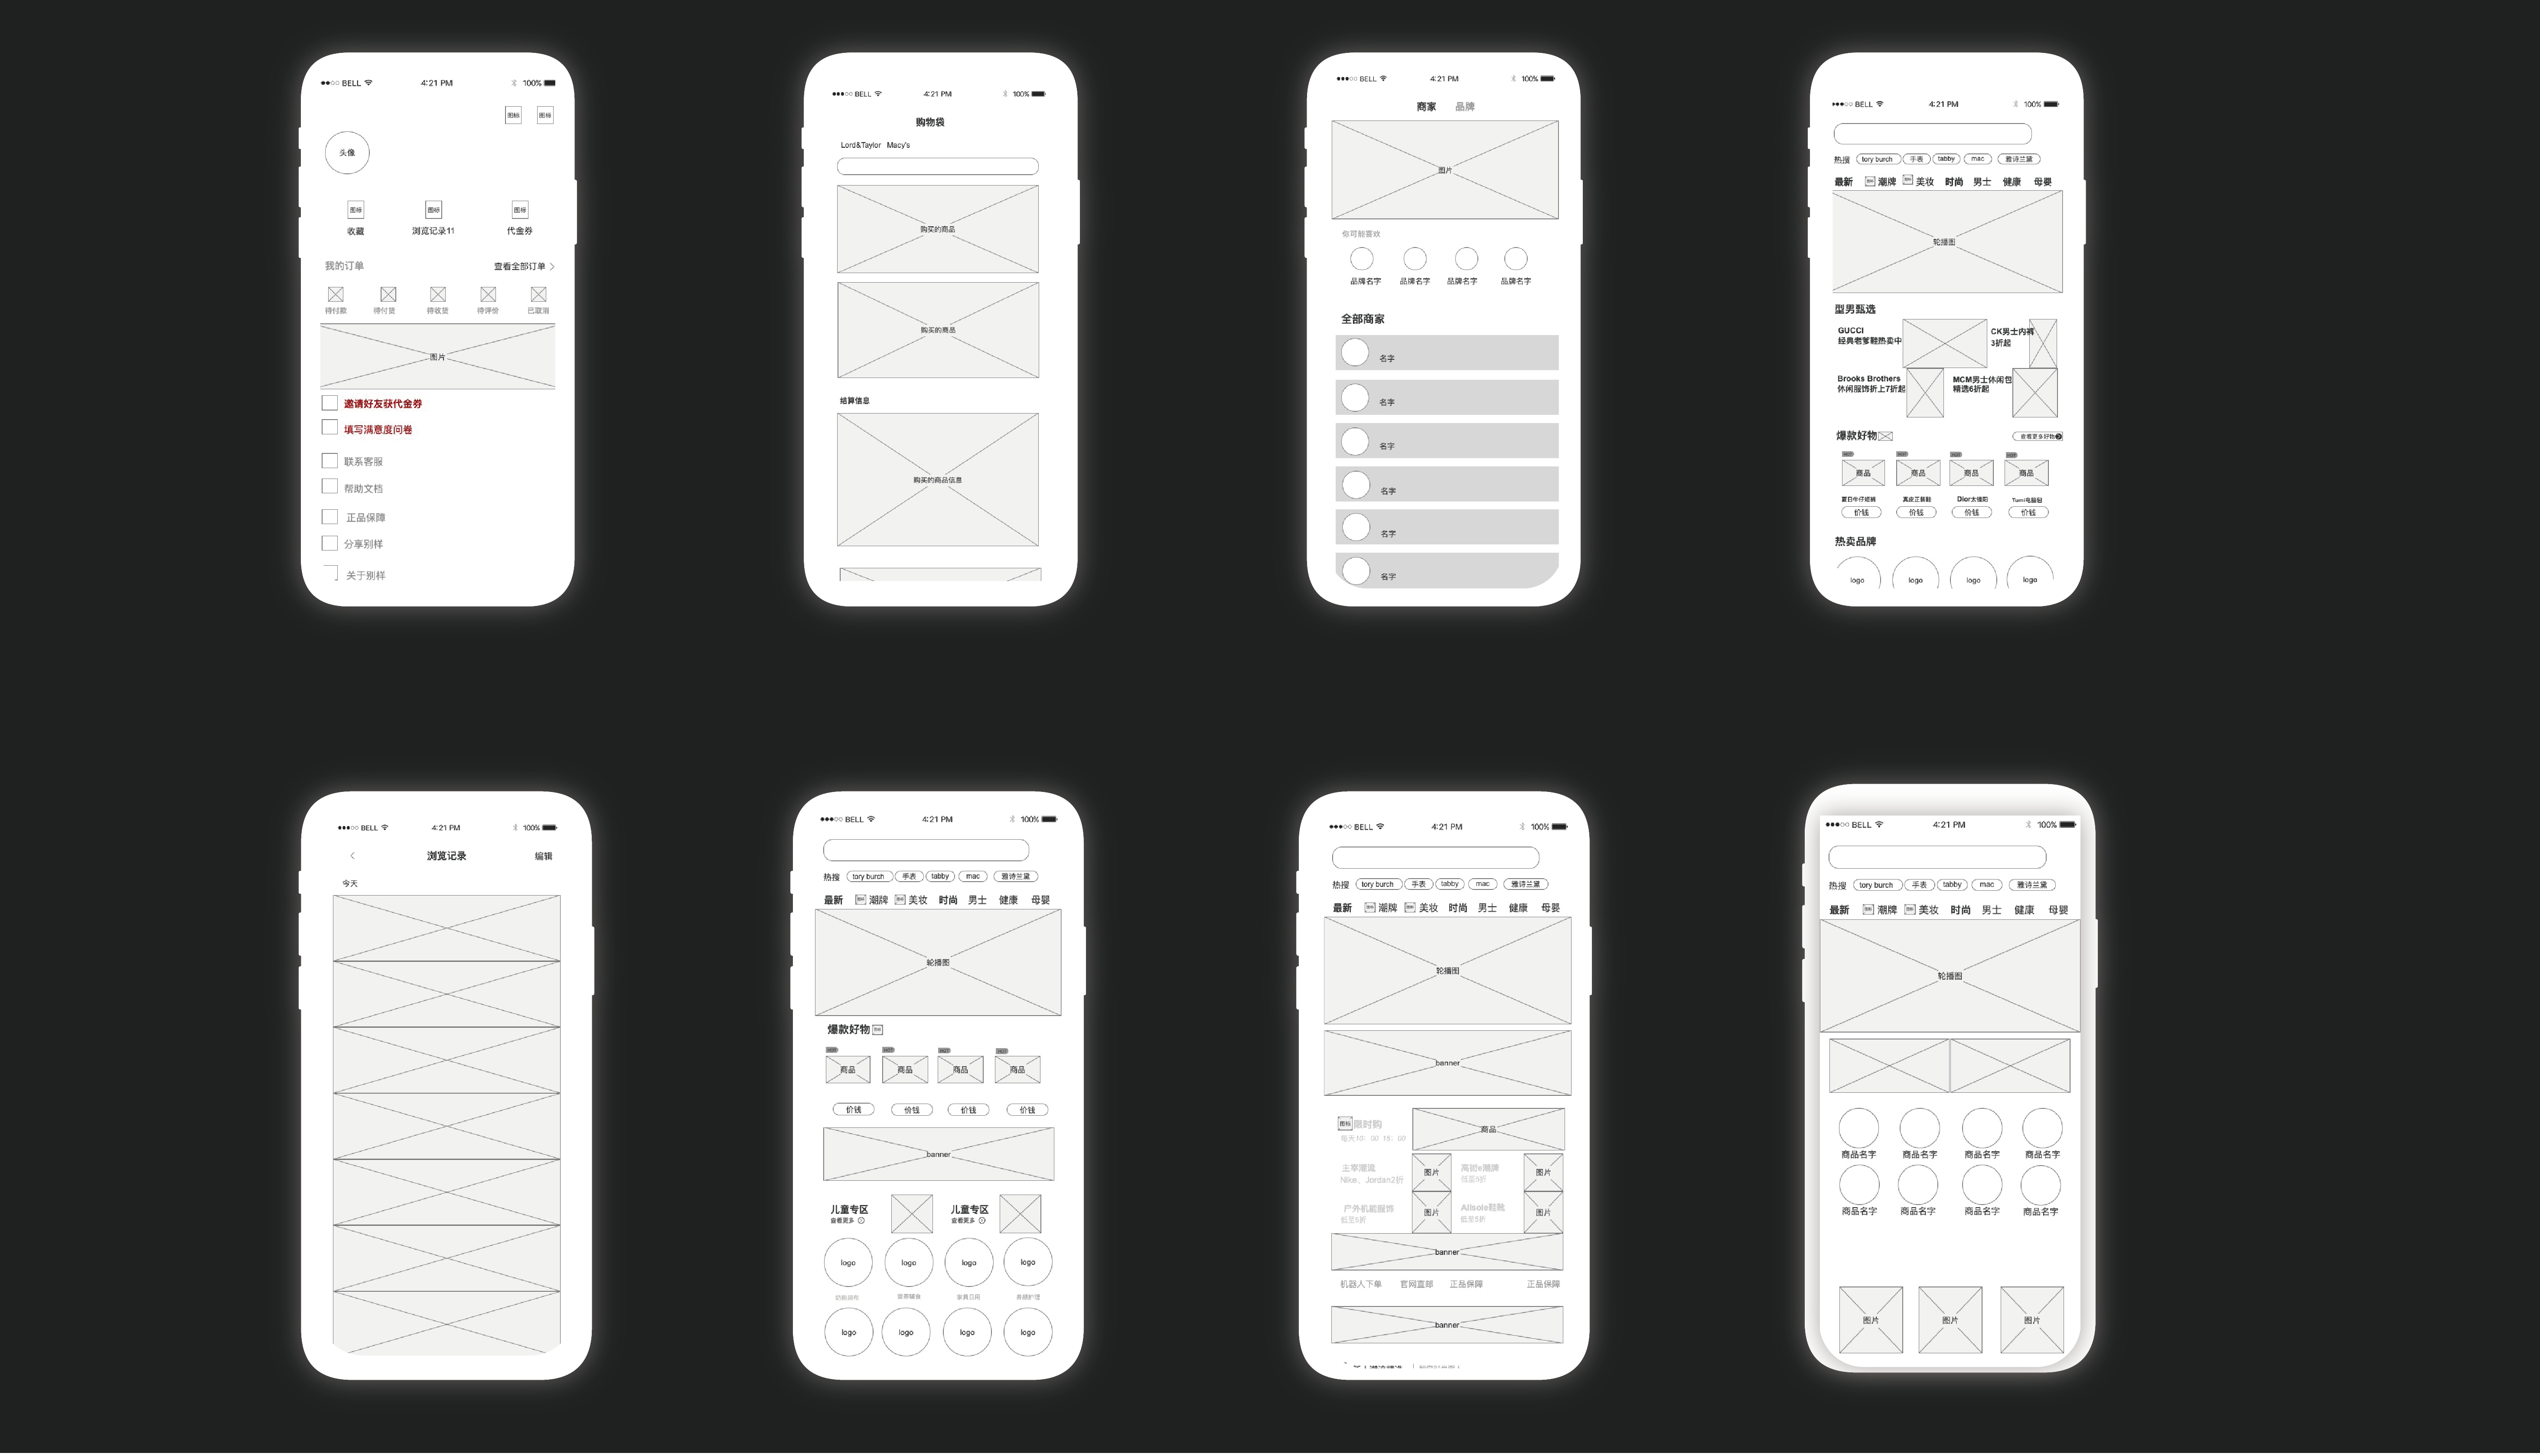 BELL 4:21 PM 100%
图标 图标
头像
图标 图标 图标
收藏 浏览记录11 代金券
我的订单 查看全部订单
待付款 待付货 待收货 待评价 已取消
图片
邀请好友获代金券
填写满意度问卷
联系客服
帮助文档
正品保障
分享别样
关于别样
BELL 4:21 PM 100%
购物袋
Lord&Taylor Macy's
购买的商品
购买的商品
结算信息
购买的商品信息
BELL 4:21 PM 100%
商家 品牌
图片
你可能喜欢
品牌名字 品牌名字 品牌名字 品牌名字
全部商家
名字
名字
名字
名字
名字
名字
BELL 4:21 PM 100%
热搜 tory burch 手表 tabby mac 雅诗兰黛
最新 潮牌 美妆 时尚 男士 健康 母婴
轮播图
型男甄选
GUCCI CK男士内裤
经典老爹鞋热卖中 3折起
Brooks Brothers MCM男士休闲包
休闲服饰折上7折起 精选6折起
爆款好物 查看更多好物
商品 商品 商品 商品
夏日牛仔短裤 真皮正装鞋 Dior太镜阳 Tumi电脑包
价钱 价钱 价钱 价钱
热卖品牌
logo logo logo logo
BELL 4:21 PM 100%
浏览记录 编辑
今天
BELL 4:21 PM 100%
热搜 tory burch 手表 tabby mac 雅诗兰黛
最新 潮牌 美妆 时尚 男士 健康 母婴
轮播图
爆款好物
商品 商品 商品 商品
价钱 价钱 价钱 价钱
banner
儿童专区 儿童专区
查看更多 查看更多
logo logo logo logo
logo logo logo logo
BELL 4:21 PM 100%
热搜 tory burch 手表 tabby mac 雅诗兰黛
最新 潮牌 美妆 时尚 男士 健康 母婴
轮播图
banner
图标 限时购 商品
每天10：00 15：00
主宰潮流 图片 高街e潮牌 图片
Nike、Jordan2折 低至5折
户外机能服饰 图片 Allsole鞋靴 图片
低至5折 低至5折
banner
机器人下单 官网直邮 正品保障 正品保障
banner
BELL 4:21 PM 100%
热搜 tory burch 手表 tabby mac 雅诗兰黛
最新 潮牌 美妆 时尚 男士 健康 母婴
轮播图
商品名字 商品名字 商品名字 商品名字
商品名字 商品名字 商品名字 商品名字
图片 图片 图片